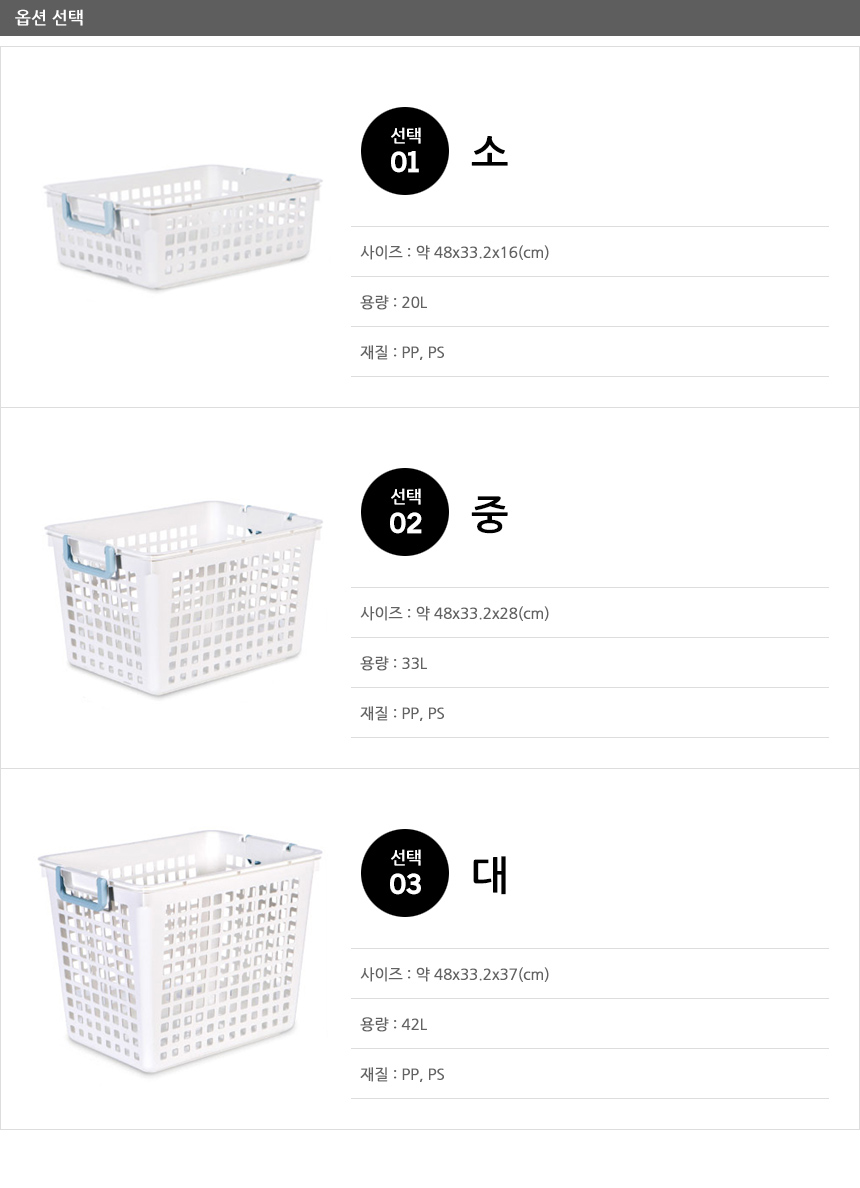 옵션 선택
선택
01
소
사이즈 : 약 48x33.2x16(cm)
용량 : 20L
재질 : PP, PS
선택
02
중
사이즈 : 약 48x33.2x28(cm)
용량 : 33L
재질 : PP, PS
선택
03
대
사이즈 : 약 48x33.2x37(cm)
용량 : 42L
재질 : PP, PS